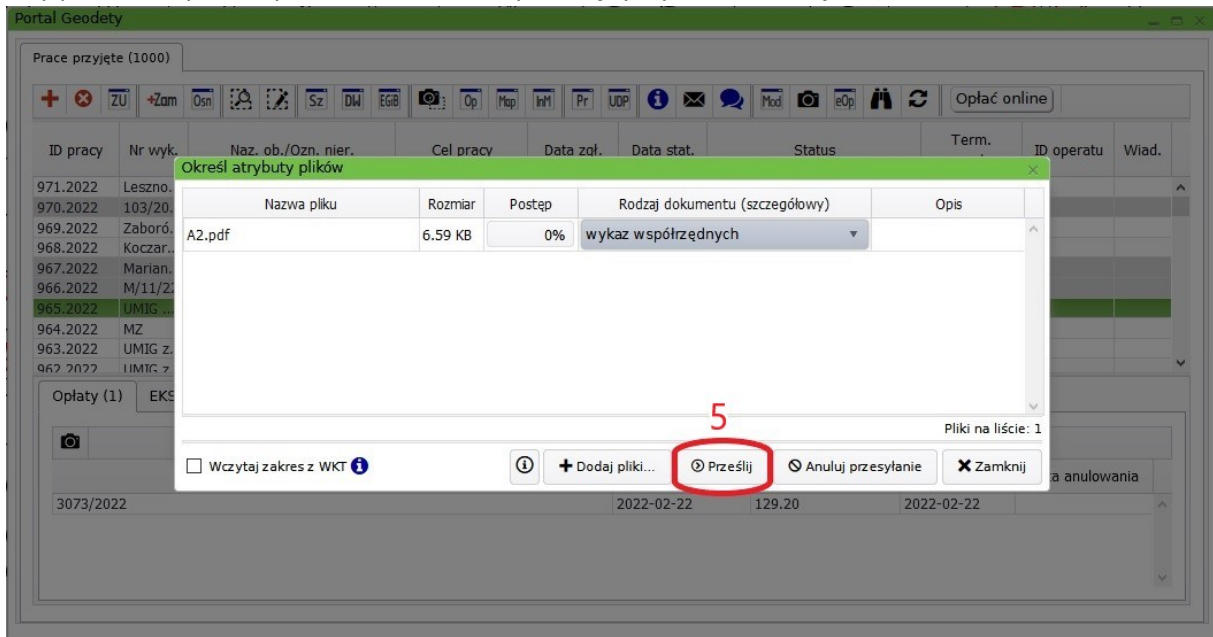 Portal Geodety
Prace przyjęte (1000)
ZU +Zam Osn Sz DW EGiB Op Map InM Pr UDP Mod eOp Opłać online
ID pracy Nr wyk. Naz. ob./Ozn. nier. Cel pracy Data zgł. Data stat. Status Term. ID operatu Wiad.
Określ atrybuty plików
971.2022 Leszno.
970.2022 103/20.
969.2022 Zaboró.
968.2022 Koczar..
967.2022 Marian.
966.2022 M/11/22
965.2022 UMIG ...
964.2022 MZ
963.2022 UMIG z.
962.2022 UMIG z
Nazwa pliku Rozmiar Postęp Rodzaj dokumentu (szczegółowy) Opis
A2.pdf 6.59 KB 0% wykaz współrzędnych
Pliki na liście: 1
5
Wczytaj zakres z WKT Dodaj pliki... Prześlij Anuluj przesyłanie Zamknij
Opłaty (1) EKS
a anulowania
3073/2022 2022-02-22 129.20 2022-02-22